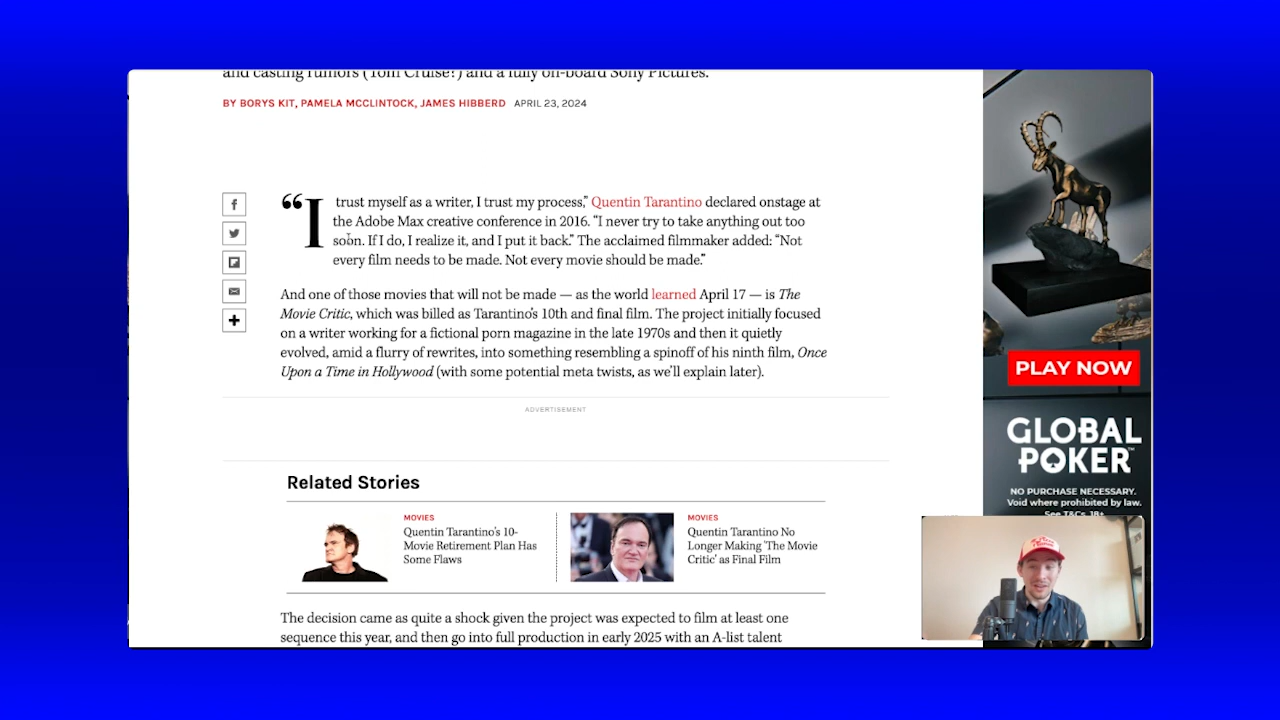 and casting rumors (Tom Cruise?) and a fully on-board Sony Pictures.
BY BORYS KIT, PAMELA MCCLINTOCK, JAMES HIBBERD APRIL 23, 2024
“I trust myself as a writer, I trust my process,” Quentin Tarantino declared onstage at
the Adobe Max creative conference in 2016. “I never try to take anything out too
soon. If I do, I realize it, and I put it back.” The acclaimed filmmaker added: “Not
every film needs to be made. Not every movie should be made.”
And one of those movies that will not be made — as the world learned April 17 — is The
Movie Critic, which was billed as Tarantino’s 10th and final film. The project initially focused
on a writer working for a fictional porn magazine in the late 1970s and then it quietly
evolved, amid a flurry of rewrites, into something resembling a spinoff of his ninth film, Once
Upon a Time in Hollywood (with some potential meta twists, as we’ll explain later).
ADVERTISEMENT
Related Stories
MOVIES
Quentin Tarantino’s 10-
Movie Retirement Plan Has
Some Flaws
MOVIES
Quentin Tarantino No
Longer Making ‘The Movie
Critic’ as Final Film
The decision came as quite a shock given the project was expected to film at least one
sequence this year, and then go into full production in early 2025 with an A-list talent
PLAY NOW
GLOBAL
POKER™
NO PURCHASE NECESSARY.
Void where prohibited by law.
See T&Cs. 18+